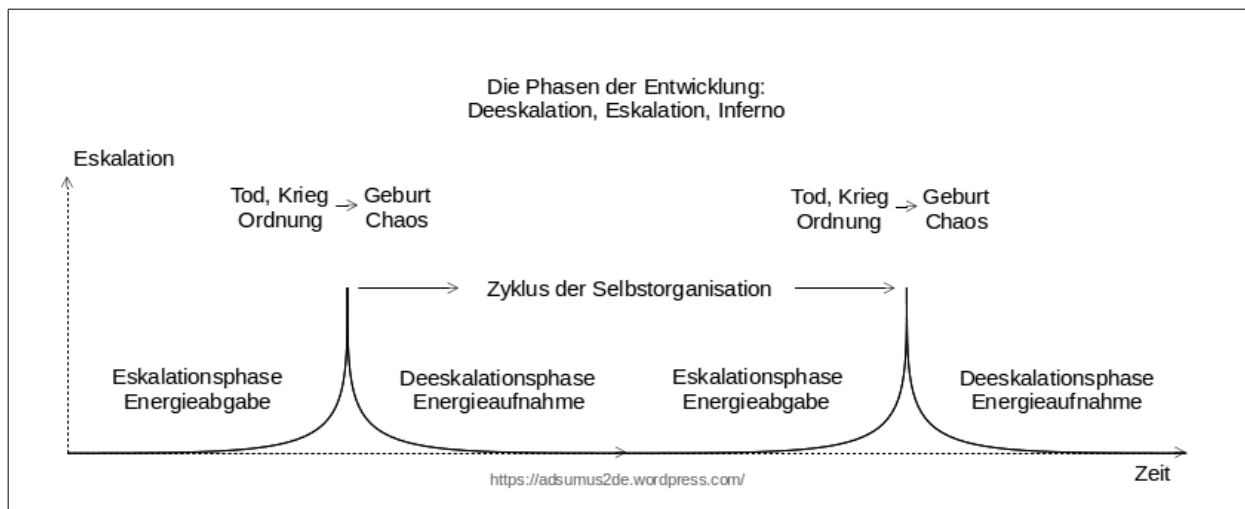 Die Phasen der Entwicklung:
Deeskalation, Eskalation, Inferno
Eskalation
Tod, Krieg
Ordnung
Geburt
Chaos
Tod, Krieg
Ordnung
Geburt
Chaos
Zyklus der Selbstorganisation
Eskalationsphase
Energieabgabe
Deeskalationsphase
Energieaufnahme
Eskalationsphase
Energieabgabe
Deeskalationsphase
Energieaufnahme
Zeit
https://adsumus2de.wordpress.com/